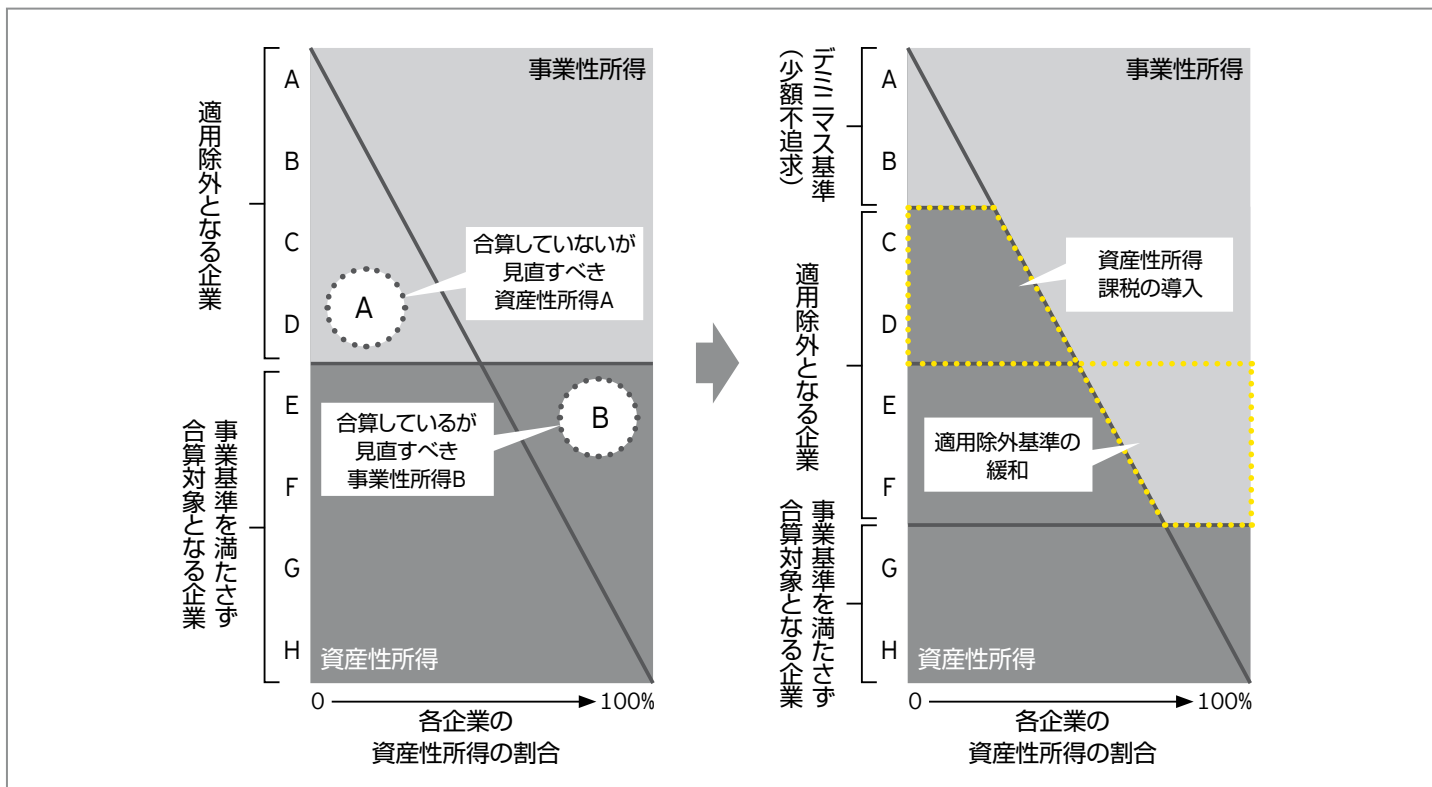 適用除外となる企業
事業基準を満たさず
合算対象となる企業
A
B
C
D
E
F
G
H
事業性所得
合算していないが
見直すべき
資産性所得A
A
合算しているが
見直すべき
事業性所得B
B
資産性所得
0
100%
各企業の
資産性所得の割合
デミニマス基準
（少額不追求）
適用除外となる企業
事業基準を満たさず
合算対象となる企業
A
B
C
D
E
F
G
H
事業性所得
資産性所得
課税の導入
適用除外基準の
緩和
資産性所得
0
100%
各企業の
資産性所得の割合